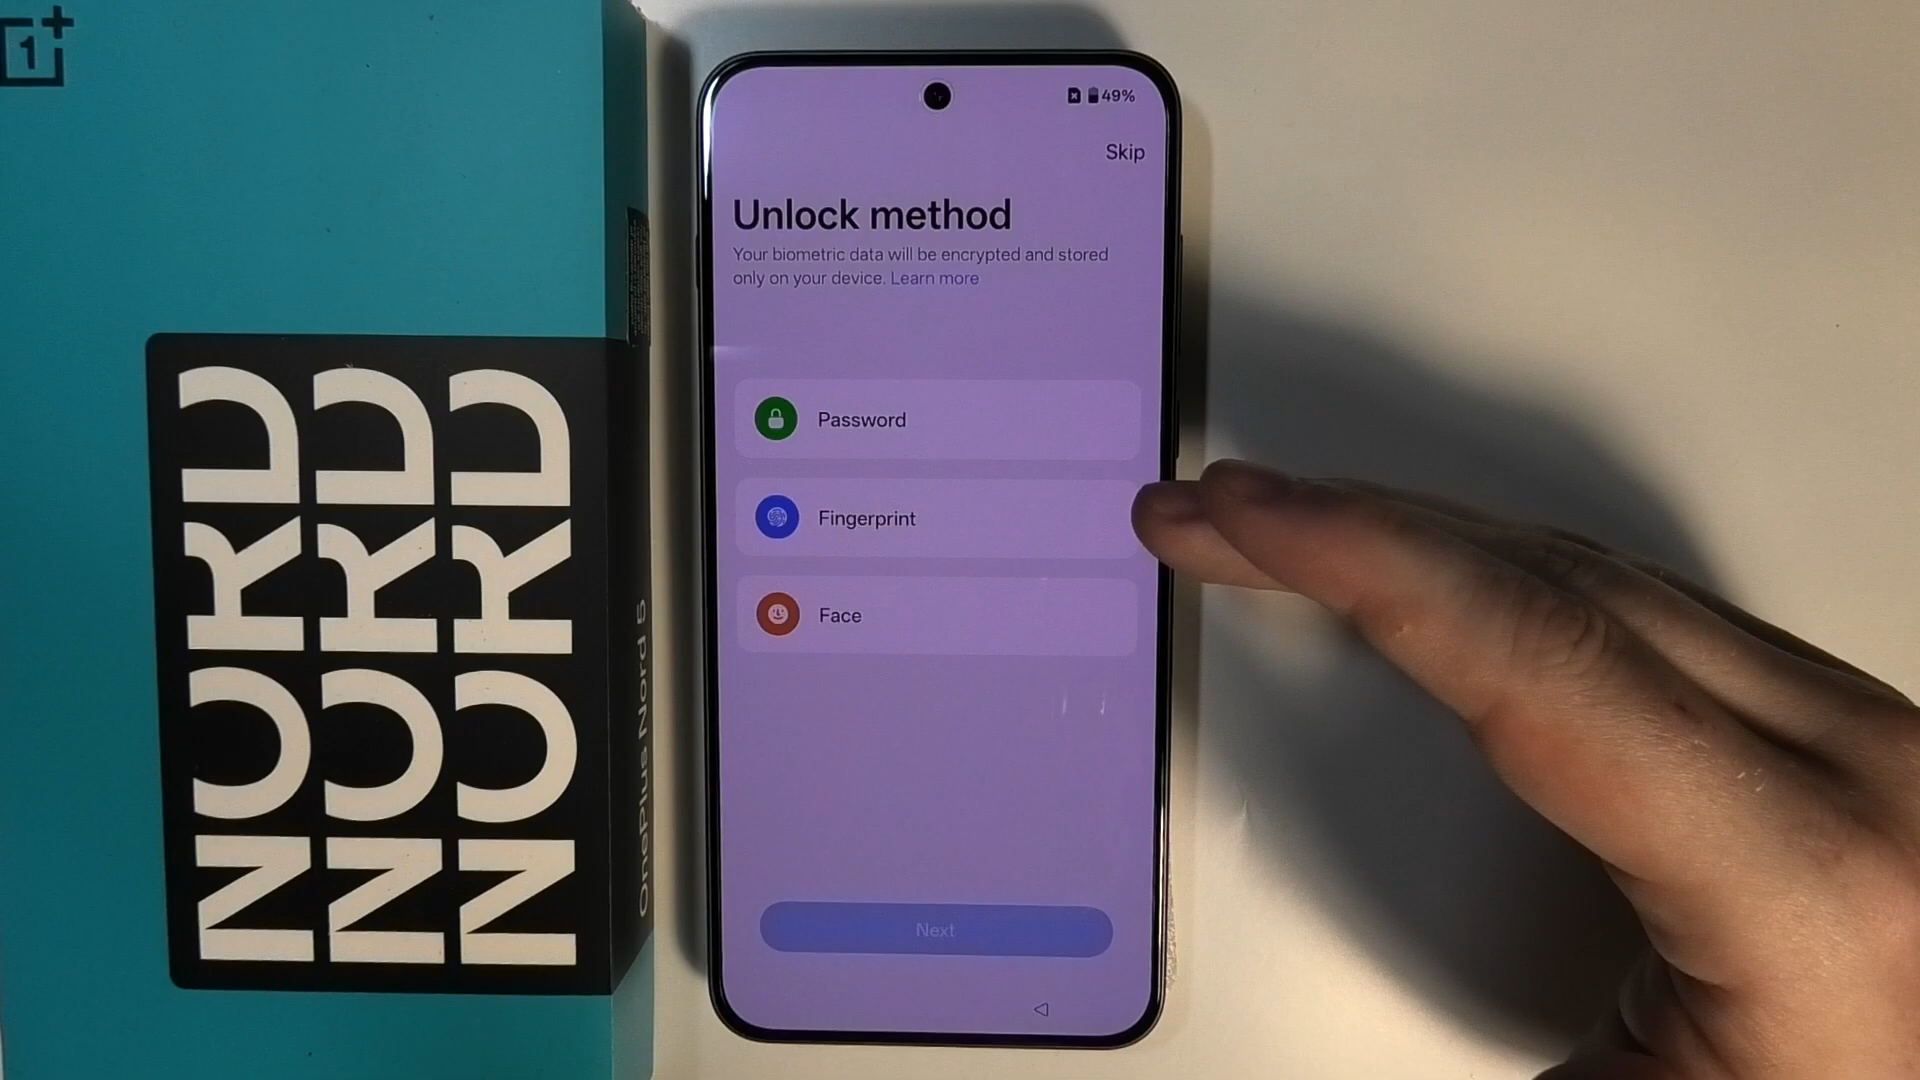 1+
NORD
NORD
NORD
OnePlus Nord 5
49%
Skip
Unlock method
Your biometric data will be encrypted and stored
only on your device. Learn more
Password
Fingerprint
Face
Next